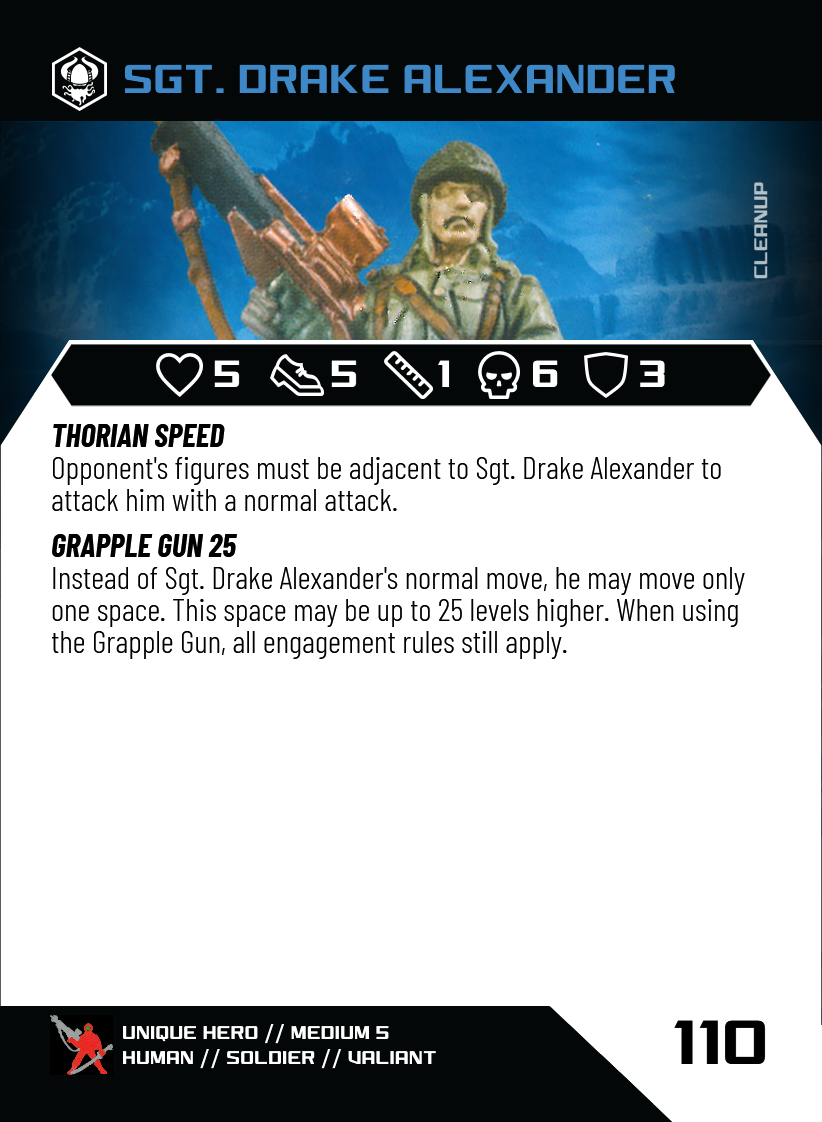 SGT. DRAKE ALEXANDER
CLEANUP
5 5 1 6 3
THORIAN SPEED
Opponent's figures must be adjacent to Sgt. Drake Alexander to
attack him with a normal attack.
GRAPPLE GUN 25
Instead of Sgt. Drake Alexander's normal move, he may move only
one space. This space may be up to 25 levels higher. When using
the Grapple Gun, all engagement rules still apply.
UNIQUE HERO // MEDIUM 5
HUMAN // SOLDIER // VALIANT
110